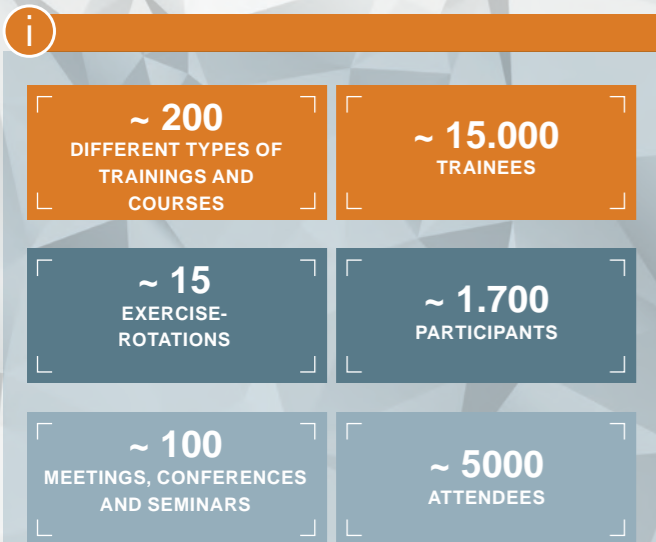 i
~ 200
DIFFERENT TYPES OF
TRAININGS AND
COURSES
~ 15.000
TRAINEES
~ 15
EXERCISE-
ROTATIONS
~ 1.700
PARTICIPANTS
~ 100
MEETINGS, CONFERENCES
AND SEMINARS
~ 5000
ATTENDEES